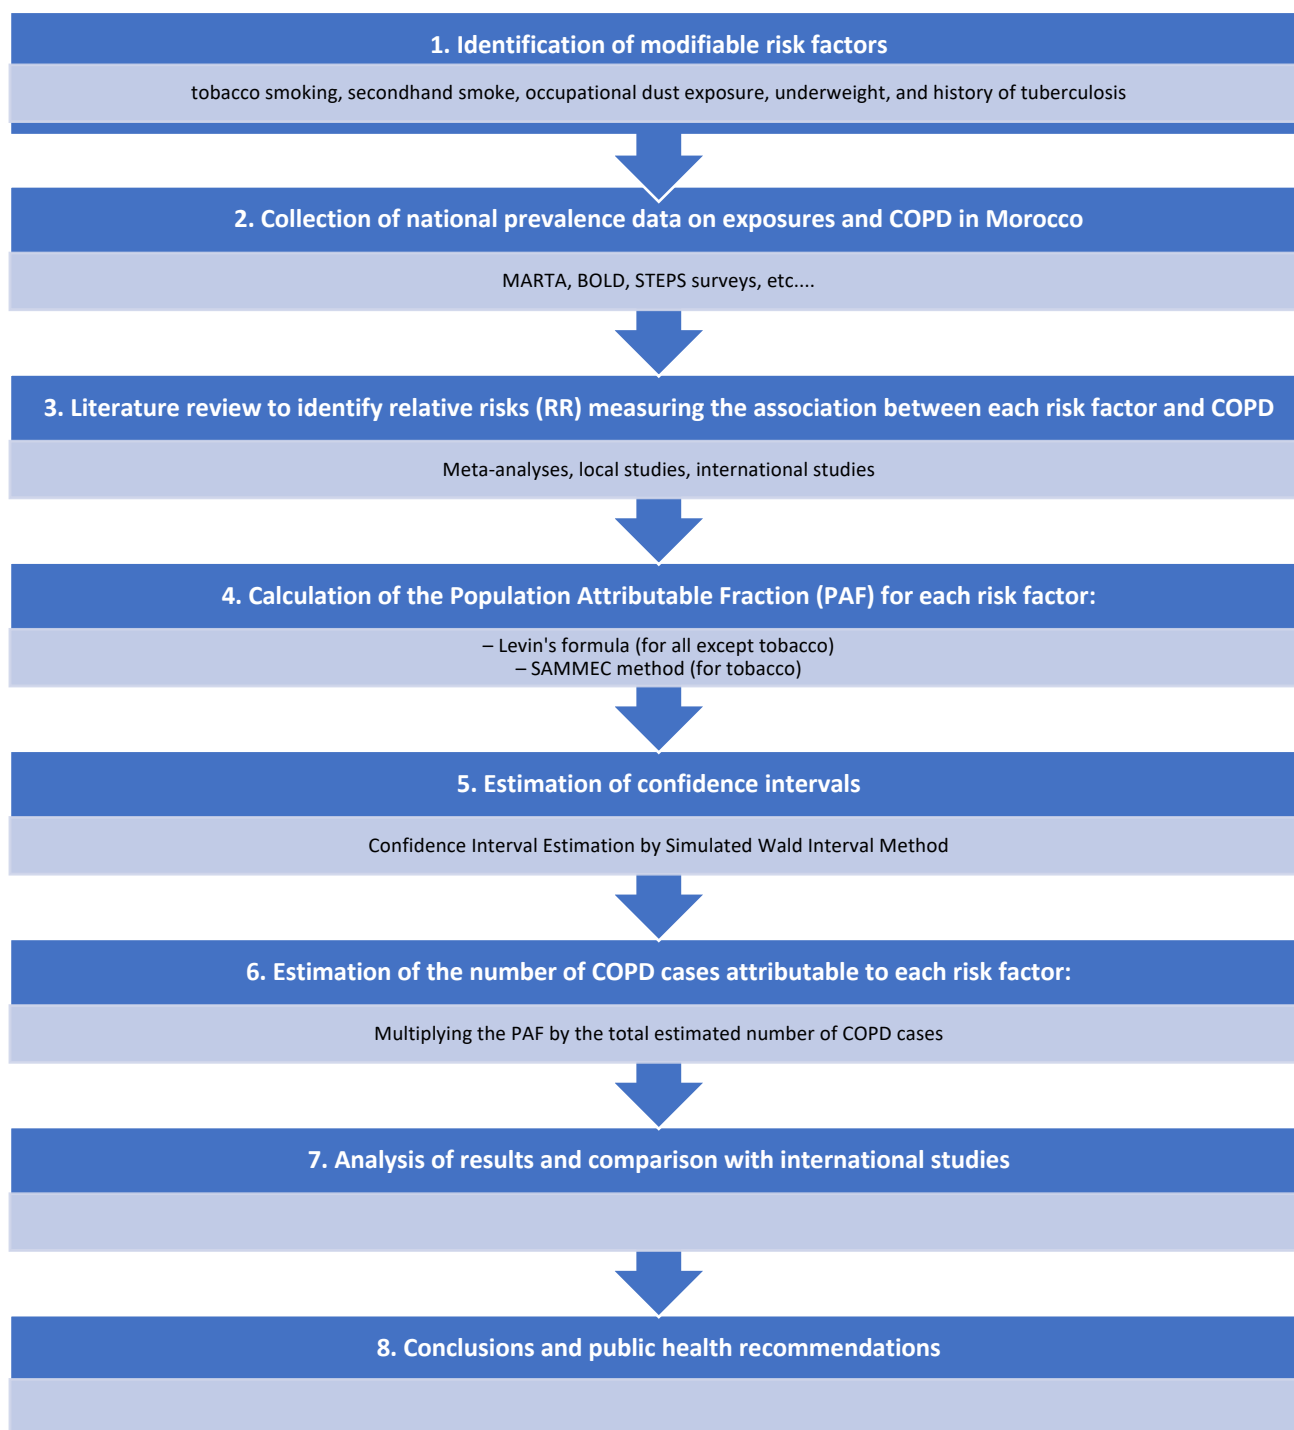 1. Identification of modifiable risk factors
tobacco smoking, secondhand smoke, occupational dust exposure, underweight, and history of tuberculosis
2. Collection of national prevalence data on exposures and COPD in Morocco
MARTA, BOLD, STEPS surveys, etc....
3. Literature review to identify relative risks (RR) measuring the association between each risk factor and COPD
Meta-analyses, local studies, international studies
4. Calculation of the Population Attributable Fraction (PAF) for each risk factor:
– Levin's formula (for all except tobacco)
– SAMMEC method (for tobacco)
5. Estimation of confidence intervals
Confidence Interval Estimation by Simulated Wald Interval Method
6. Estimation of the number of COPD cases attributable to each risk factor:
Multiplying the PAF by the total estimated number of COPD cases
7. Analysis of results and comparison with international studies
8. Conclusions and public health recommendations